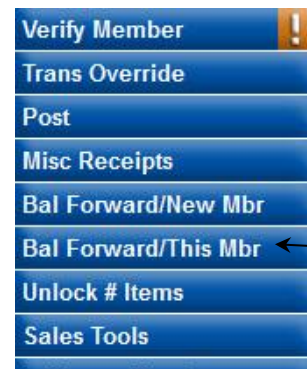 Verify Member
Trans Override
Post
Misc Receipts
Bal Forward/New Mbr
Bal Forward/This Mbr
Unlock # Items
Sales Tools